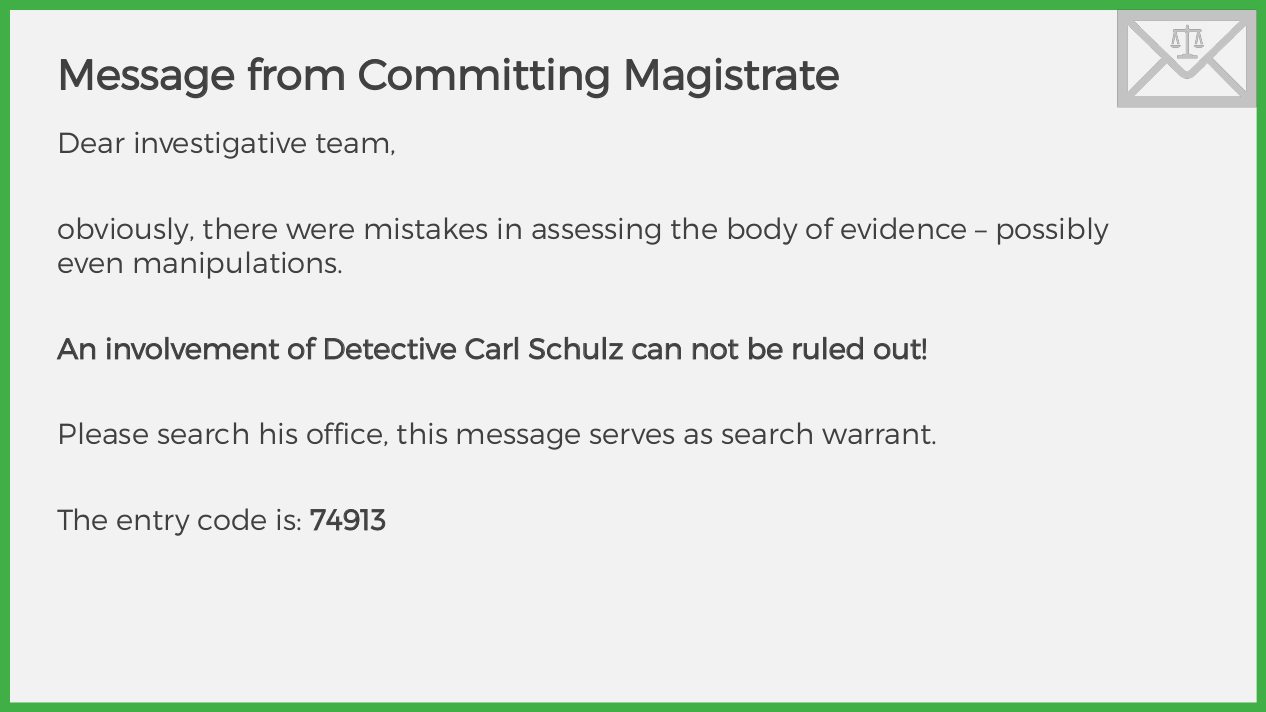 Message from Committing Magistrate
Dear investigative team,
obviously, there were mistakes in assessing the body of evidence – possibly
even manipulations.
An involvement of Detective Carl Schulz can not be ruled out!
Please search his office, this message serves as search warrant.
The entry code is: 74913